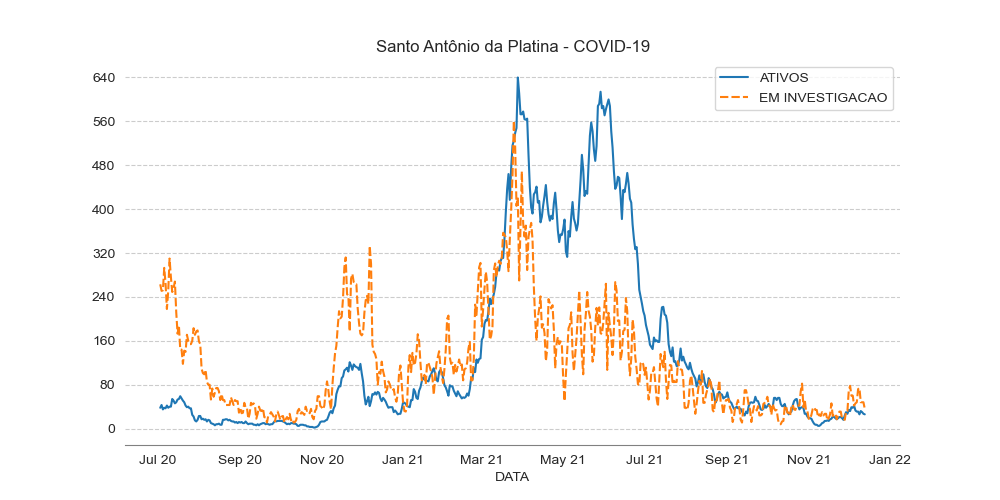 Santo Antônio da Platina - COVID-19
ATIVOS
EM INVESTIGACAO
640
560
480
400
320
240
160
80
0
Jul 20 Sep 20 Nov 20 Jan 21 Mar 21 May 21 Jul 21 Sep 21 Nov 21 Jan 22
DATA